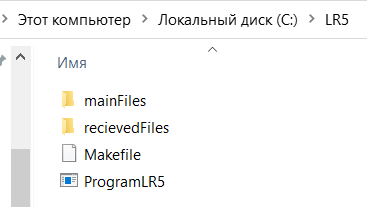 Этот компьютер > Локальный диск (C:) > LR5
Имя
mainFiles
recievedFiles
Makefile
ProgramLR5